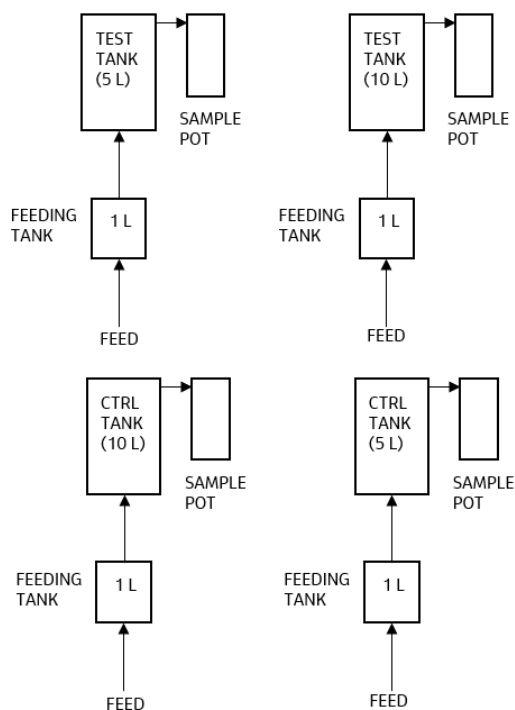 TEST
TANK
(5 L)
SAMPLE
POT
FEEDING
TANK
1 L
FEED
TEST
TANK
(10 L)
SAMPLE
POT
FEEDING
TANK
1 L
FEED
CTRL
TANK
(10 L)
SAMPLE
POT
FEEDING
TANK
1 L
FEED
CTRL
TANK
(5 L)
SAMPLE
POT
FEEDING
TANK
1 L
FEED